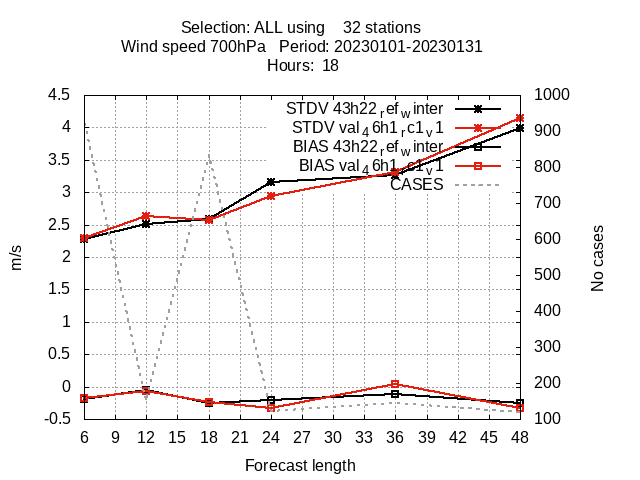 Selection: ALL using    32 stations
Wind speed 700hPa   Period: 20230101-20230131
Hours:  18
4.5
4
3.5
3
2.5
2
1.5
1
0.5
0
-0.5
m/s
STDV 43h22_ref_winter
STDV val_46h1_rc1_v1
BIAS 43h22_ref_winter
BIAS val_46h1_rc1_v1
CASES
1000
900
800
700
600
500
400
300
200
100
No cases
6 9 12 15 18 21 24 27 30 33 36 39 42 45 48
Forecast length